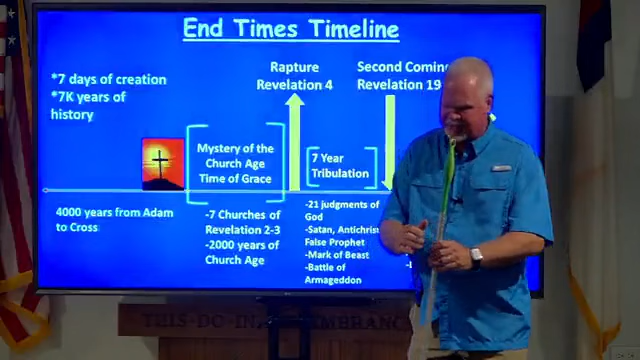 End Times Timeline
*7 days of creation
*7K years of
history
Rapture
Revelation 4
Second Coming
Revelation 19
Mystery of the
Church Age
Time of Grace
7 Year
Tribulation
4000 years from Adam
to Cross
-7 Churches of
Revelation 2-3
-2000 years of
Church Age
-21 judgments of
God
-Satan, Antichrist
False Prophet
-Mark of Beast
-Battle of
Armageddon
THIS·DO·IN